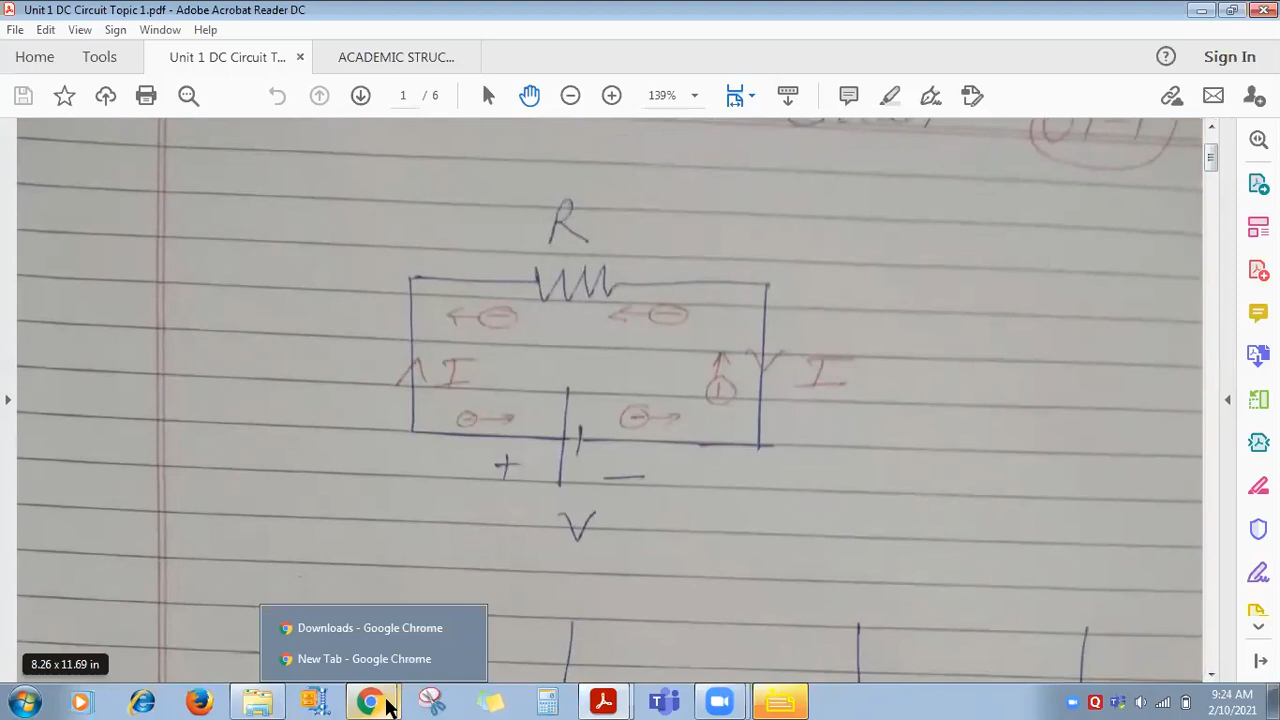 Unit 1 DC Circuit Topic 1.pdf - Adobe Acrobat Reader DC
File Edit View Sign Window Help
Home Tools Unit 1 DC Circuit T... × ACADEMIC STRUC... ? Sign In
1 / 6 139%
R
I I
+ −
V
Downloads - Google Chrome
New Tab - Google Chrome
8.26 x 11.69 in
9:24 AM
2/10/2021